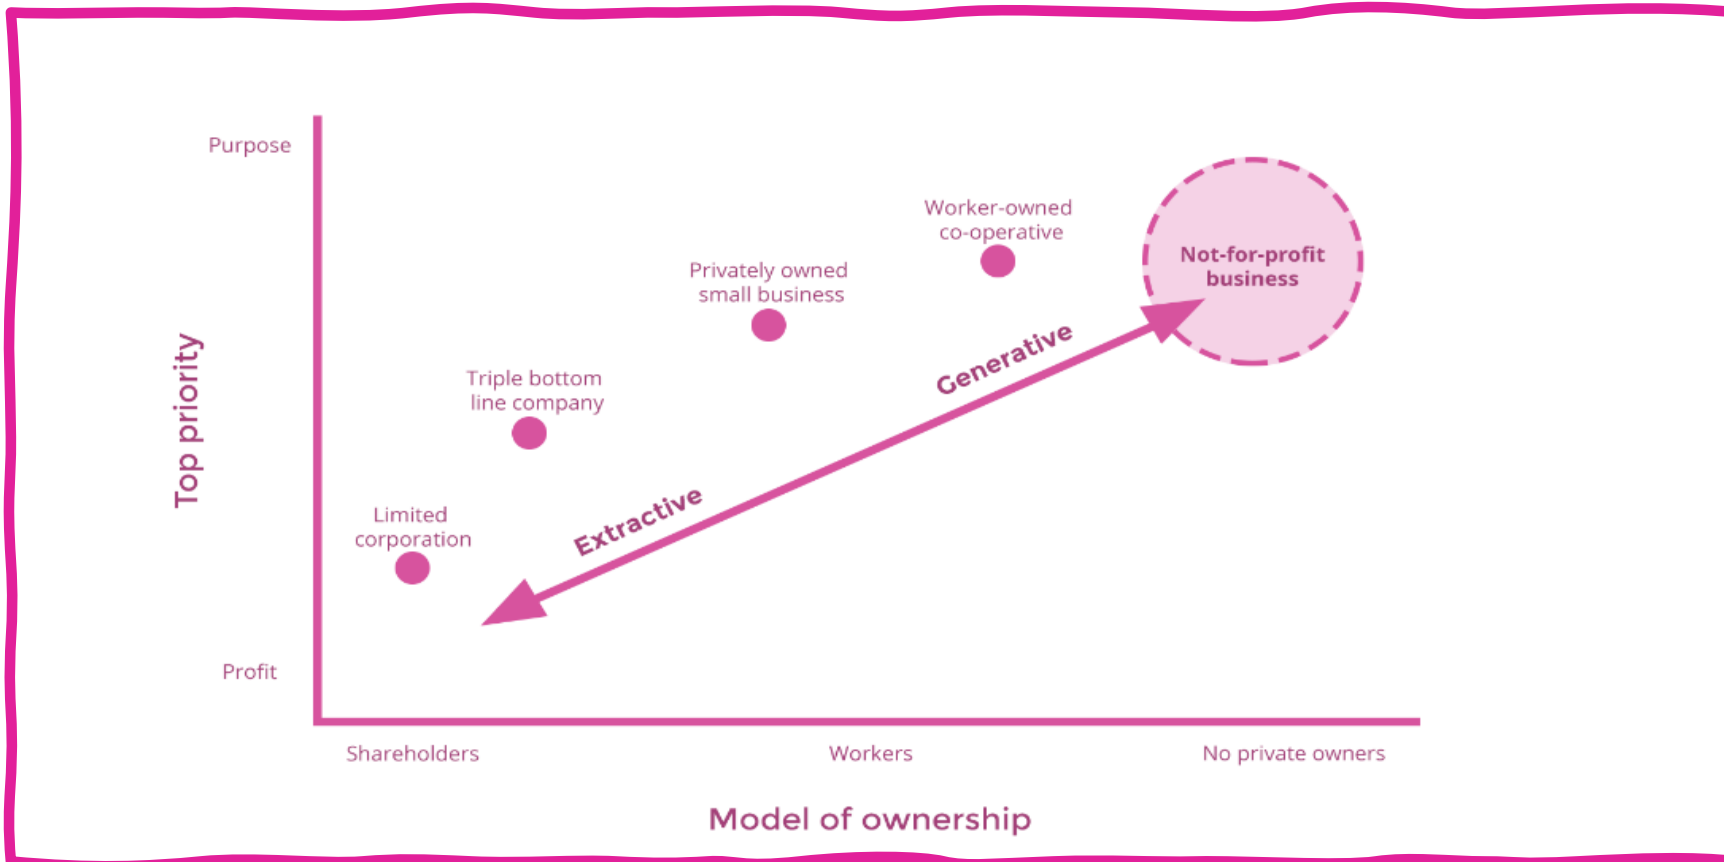 Purpose
Worker-owned
co-operative
Not-for-profit
business
Privately owned
small business
Generative
Triple bottom
line company
Top priority
Extractive
Limited
corporation
Profit
Shareholders
Workers
No private owners
Model of ownership